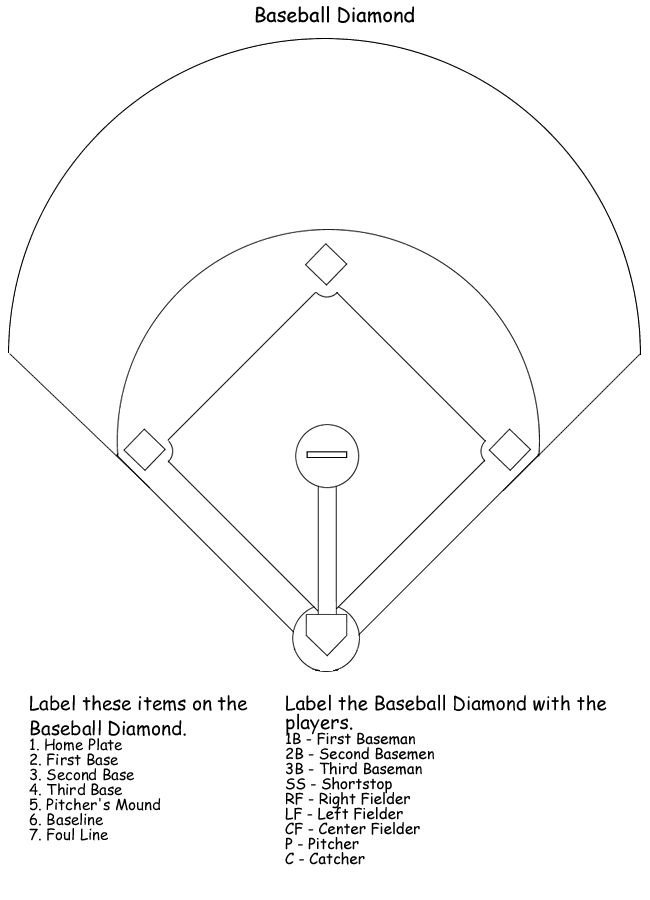 Baseball Diamond
Label these items on the
Baseball Diamond.
1. Home Plate
2. First Base
3. Second Base
4. Third Base
5. Pitcher's Mound
6. Baseline
7. Foul Line
Label the Baseball Diamond with the
players.
1B - First Baseman
2B - Second Basemen
3B - Third Baseman
SS - Shortstop
RF - Right Fielder
LF - Left Fielder
CF - Center Fielder
P - Pitcher
C - Catcher